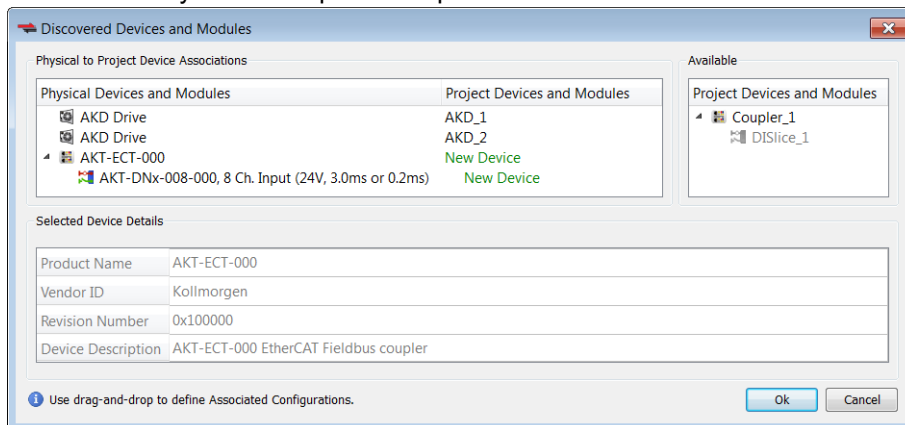 Discovered Devices and Modules
Physical to Project Device Associations
Available
Physical Devices and Modules
Project Devices and Modules
Project Devices and Modules
AKD Drive
AKD_1
Coupler_1
AKD Drive
AKD_2
DISlice_1
AKT-ECT-000
New Device
AKT-DNx-008-000, 8 Ch. Input (24V, 3.0ms or 0.2ms)
New Device
Selected Device Details
Product Name
AKT-ECT-000
Vendor ID
Kollmorgen
Revision Number
0x100000
Device Description
AKT-ECT-000 EtherCAT Fieldbus coupler
Use drag-and-drop to define Associated Configurations.
Ok
Cancel